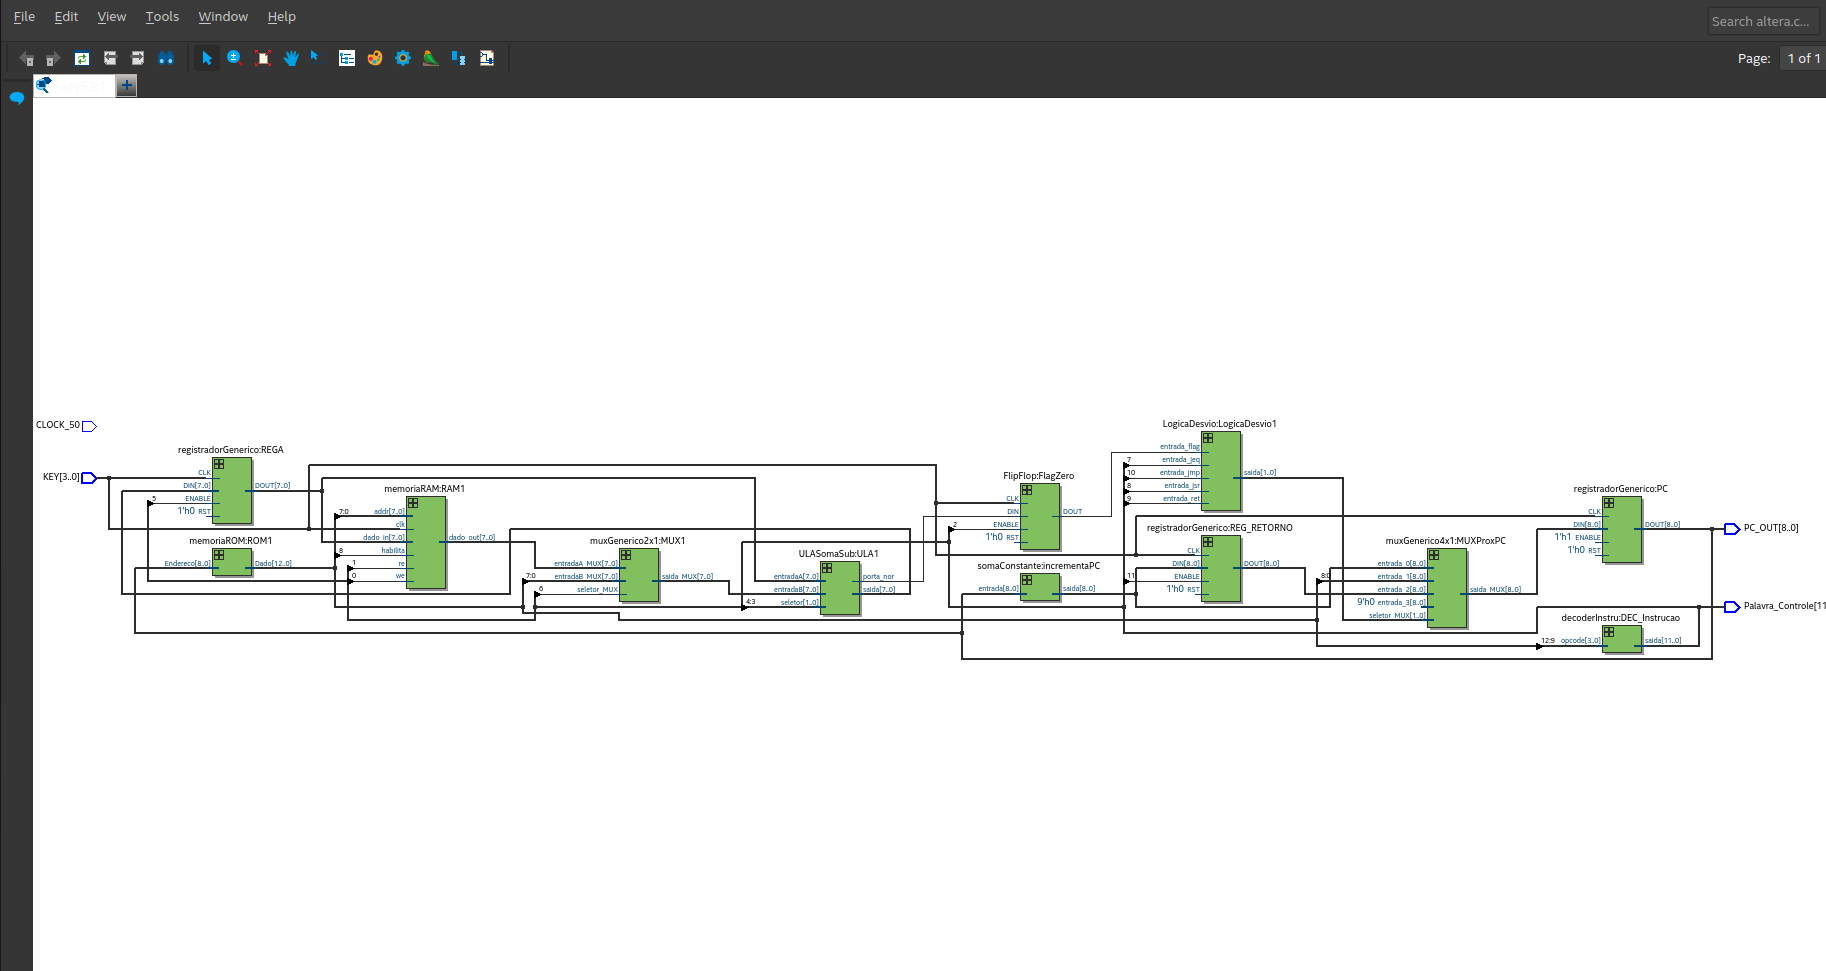 File Edit View Tools Window Help
Search altera.c...
Page: 1 of 1
CLOCK_50
KEY[3..0]
registradorGenerico:REGA
CLK
DIN[7..0]
DOUT[7..0]
5
ENABLE
1'h0 RST
memoriaROM:ROM1
Endereco[8..0]
Dado[12..0]
memoriaRAM:RAM1
7:0
addr[7..0]
clk
dado_in[7..0]
dado_out[7..0]
8
habilita
1
re
0
we
muxGenerico2x1:MUX1
entradaA_MUX[7..0]
7:0
entradaB_MUX[7..0]
saida_MUX[7..0]
6
seletor_MUX
ULASomaSub:ULA1
entradaA[7..0]
porta_nor
entradaB[7..0]
saida[7..0]
4:3
seletor[1..0]
FlipFlop:FlagZero
CLK
DIN
DOUT
2
ENABLE
1'h0 RST
somaConstante:incrementaPC
entrada[8..0]
saida[8..0]
LogicaDesvio:LogicaDesvio1
entrada_flag
7
entrada_jeq
10
entrada_jmp
saida[1..0]
8
entrada_jsr
9
entrada_ret
registradorGenerico:REG_RETORNO
CLK
DIN[8..0]
DOUT[8..0]
11
ENABLE
1'h0 RST
muxGenerico4x1:MUXProxPC
entrada_0[8..0]
8:0
entrada_1[8..0]
entrada_2[8..0]
saida_MUX[8..0]
9'h0 entrada_3[8..0]
seletor_MUX[1..0]
registradorGenerico:PC
CLK
DIN[8..0]
DOUT[8..0]
1'h1 ENABLE
1'h0 RST
decoderInstru:DEC_Instrucao
12:9
opcode[3..0]
saida[11..0]
PC_OUT[8..0]
Palavra_Controle[11